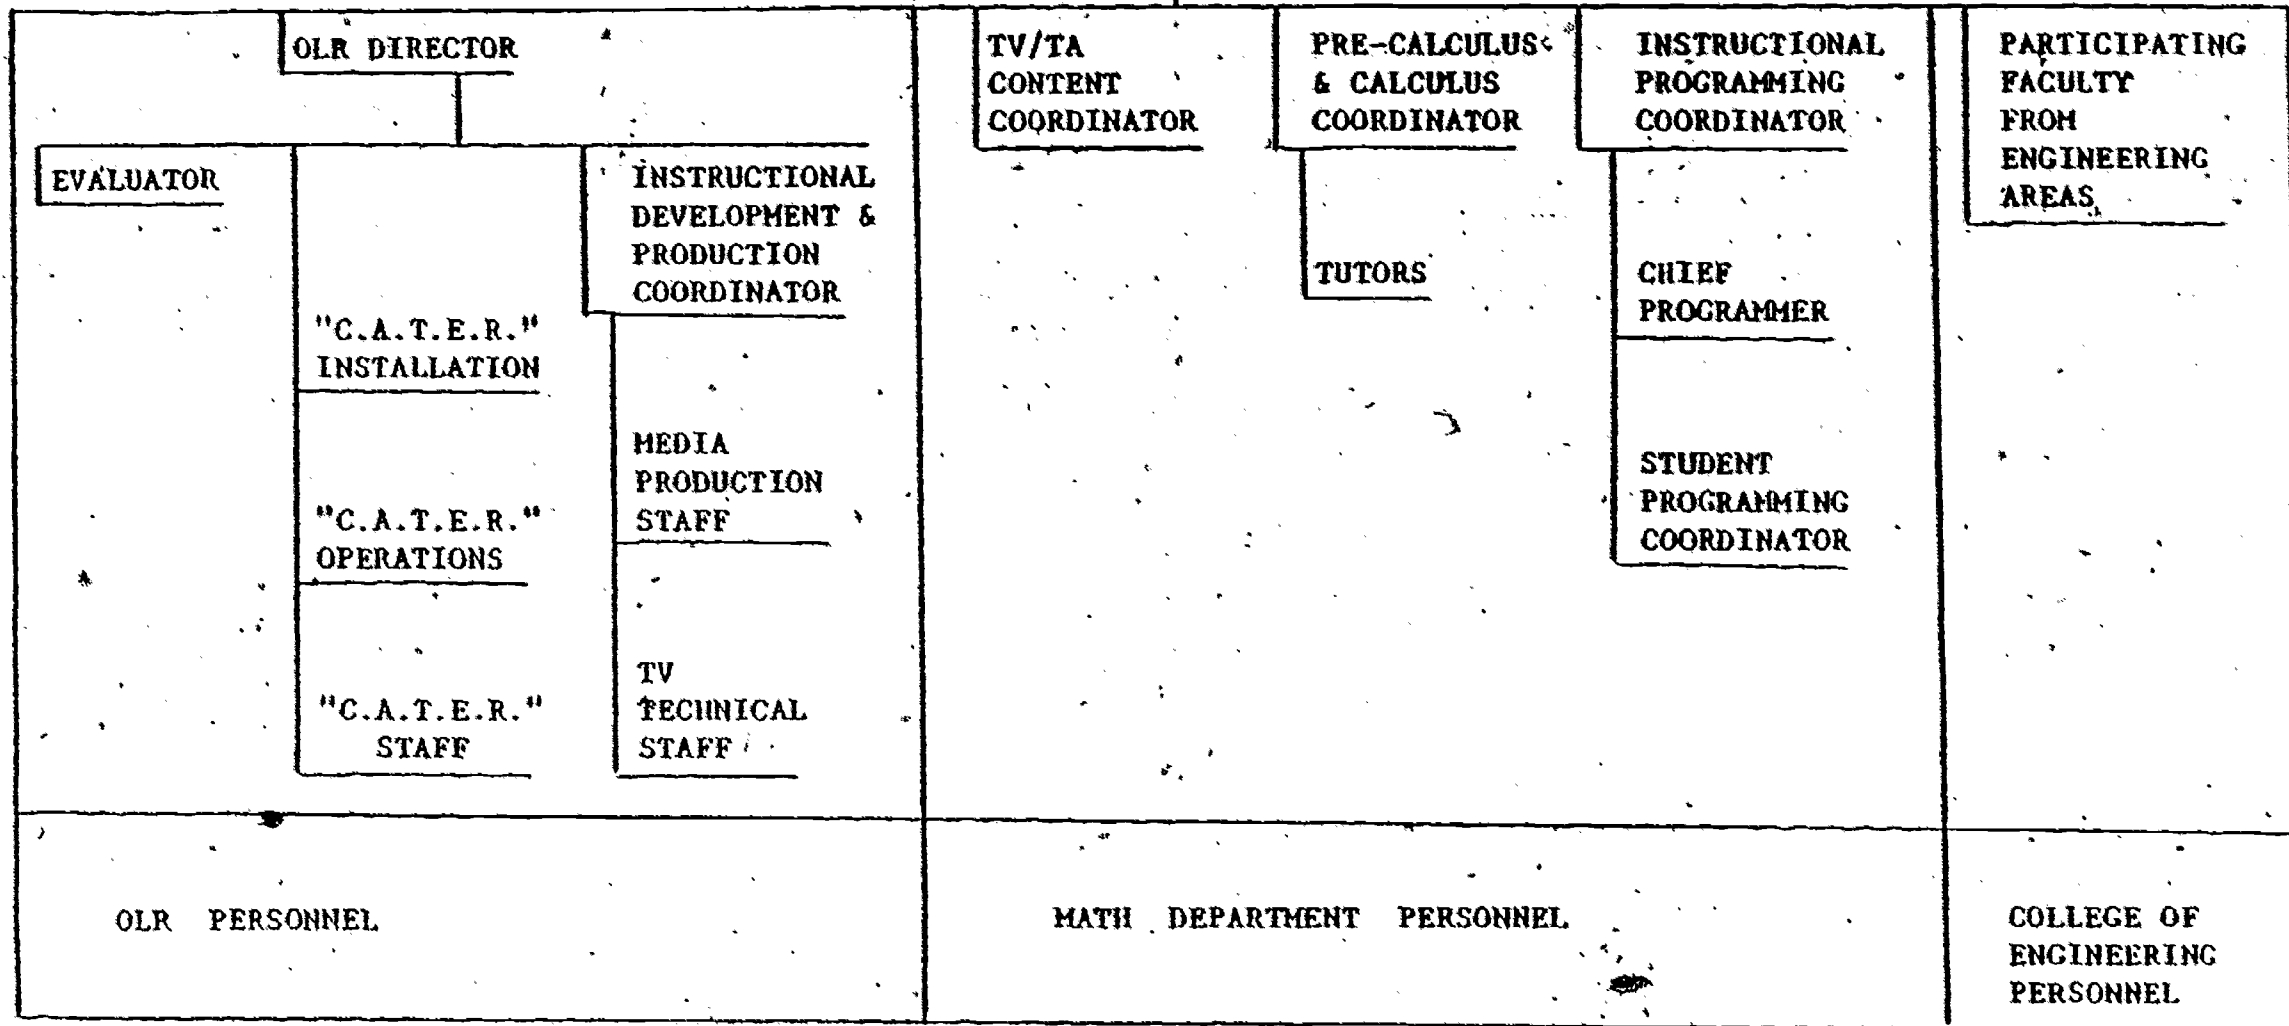 OLR DIRECTOR
EVALUATOR
"C.A.T.E.R."
INSTALLATION
"C.A.T.E.R."
OPERATIONS
"C.A.T.E.R."
STAFF
INSTRUCTIONAL
DEVELOPMENT &
PRODUCTION
COORDINATOR
MEDIA
PRODUCTION
STAFF
TV
TECHNICAL
STAFF
TV/TA
CONTENT
COORDINATOR
PRE-CALCULUS
& CALCULUS
COORDINATOR
TUTORS
INSTRUCTIONAL
PROGRAMMING
COORDINATOR
CHIEF
PROGRAMMER
STUDENT
PROGRAMMING
COORDINATOR
PARTICIPATING
FACULTY
FROM
ENGINEERING
AREAS
OLR PERSONNEL
MATH DEPARTMENT PERSONNEL
COLLEGE OF
ENGINEERING
PERSONNEL